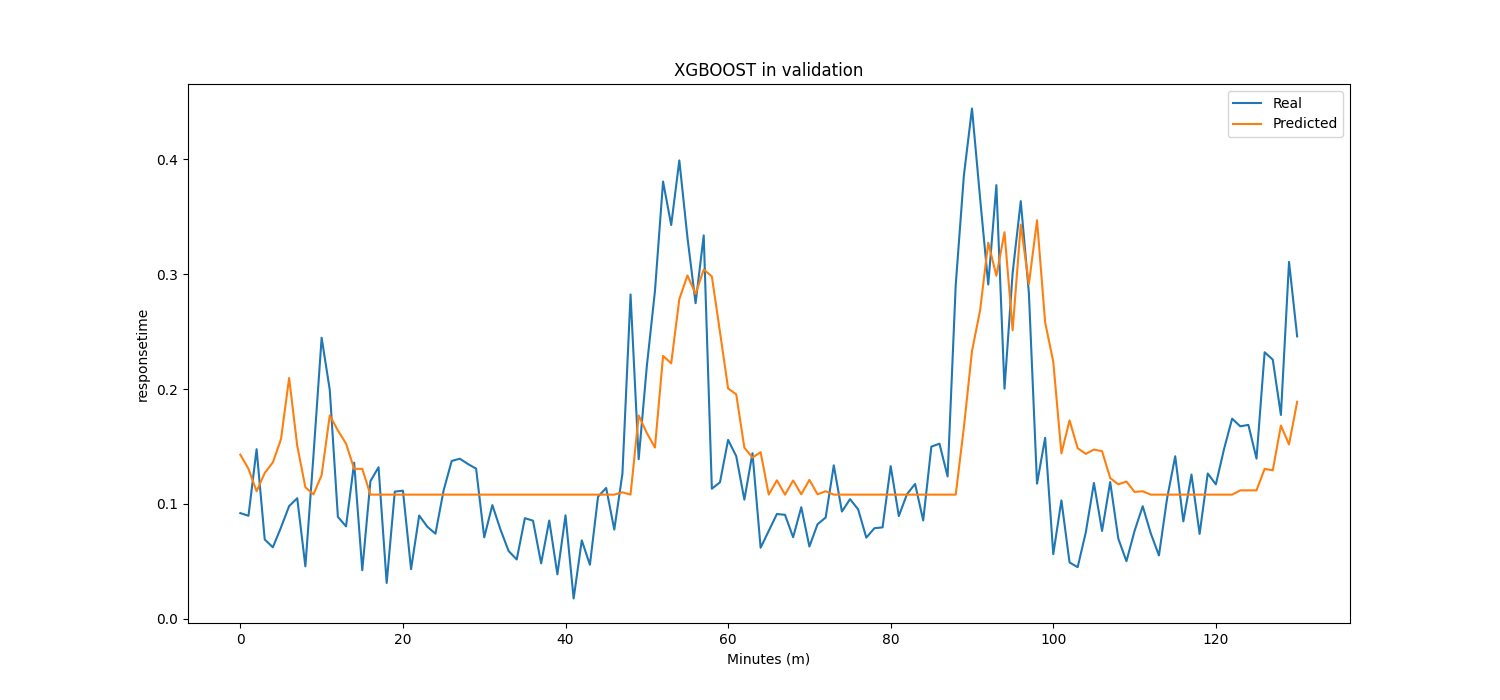 XGBOOST in validation
Real
Predicted
responsetime
0.4
0.3
0.2
0.1
0.0
0 20 40 60 80 100 120
Minutes (m)